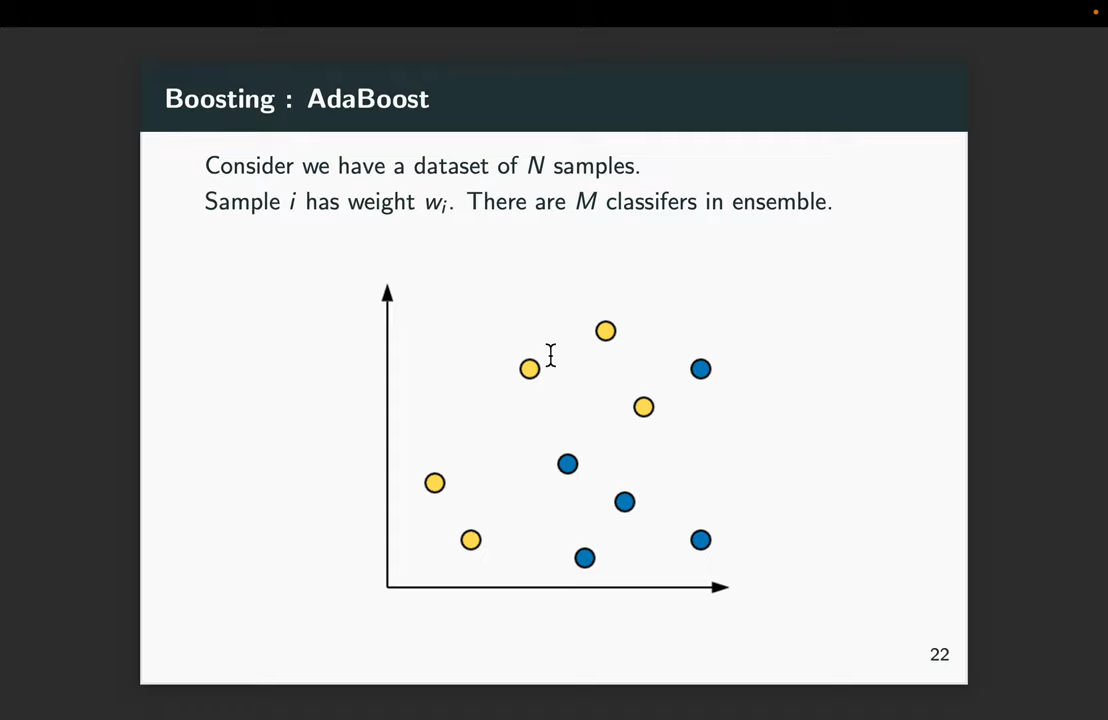 Boosting : AdaBoost
Consider we have a dataset of N samples.
Sample i has weight wᵢ. There are M classifers in ensemble.
22